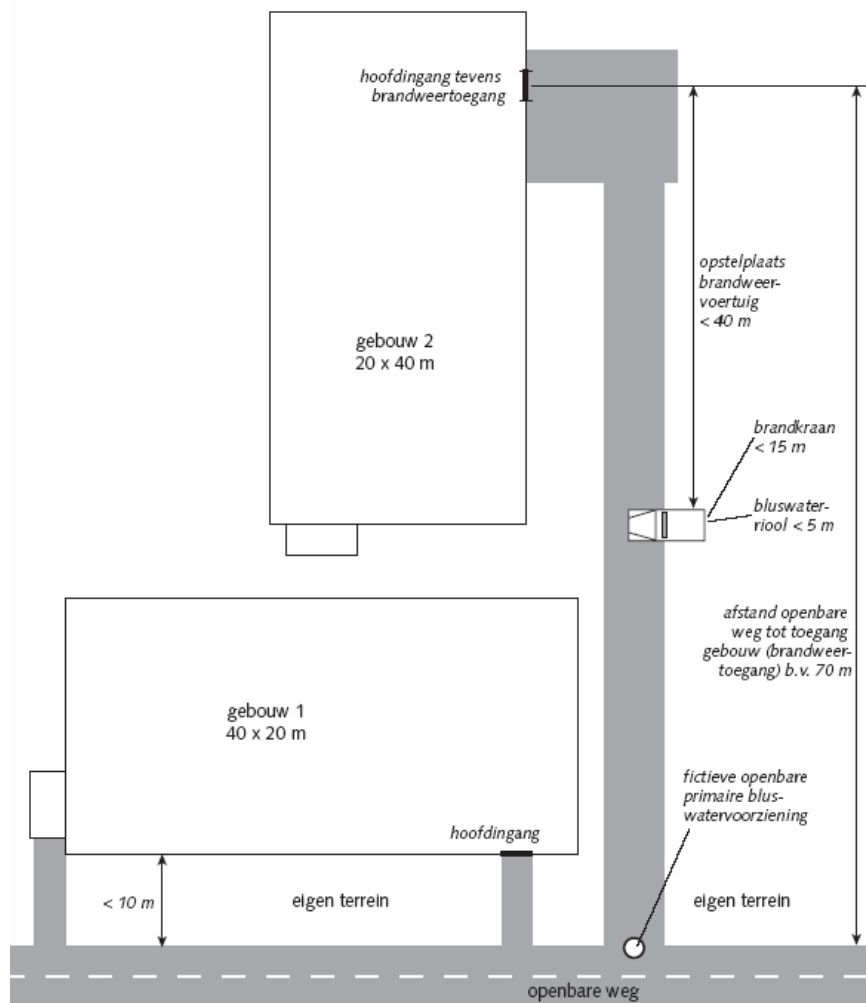 hoofdingang tevens
brandweertoegang
opstelplaats
brandweer-
voertuig
< 40 m
gebouw 2
20 x 40 m
brandkraan
< 15 m
bluswater-
riool < 5 m
afstand openbare
weg tot toegang
gebouw (brandweer-
toegang) b.v. 70 m
gebouw 1
40 x 20 m
fictieve openbare
primaire blus-
watervoorziening
hoofdingang
< 10 m
eigen terrein
eigen terrein
openbare weg